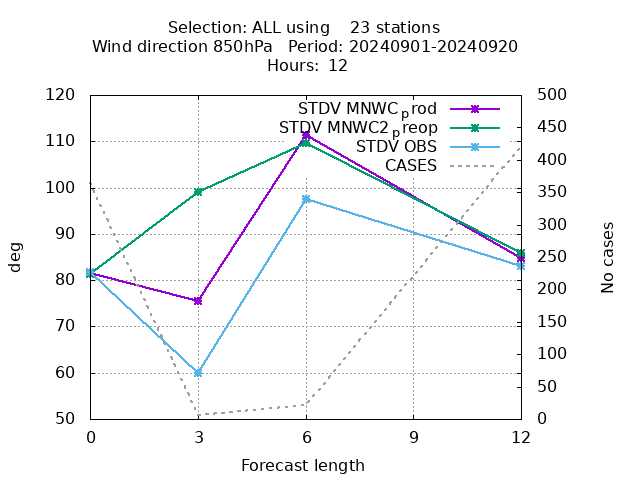 Selection: ALL using    23 stations
Wind direction 850hPa   Period: 20240901-20240920
Hours:  12
120
110
100
90
80
70
60
50
500
450
400
350
300
250
200
150
100
50
0
STDV MNWC_prod
STDV MNWC2_preop
STDV OBS
CASES
deg
No cases
0 3 6 9 12
Forecast length